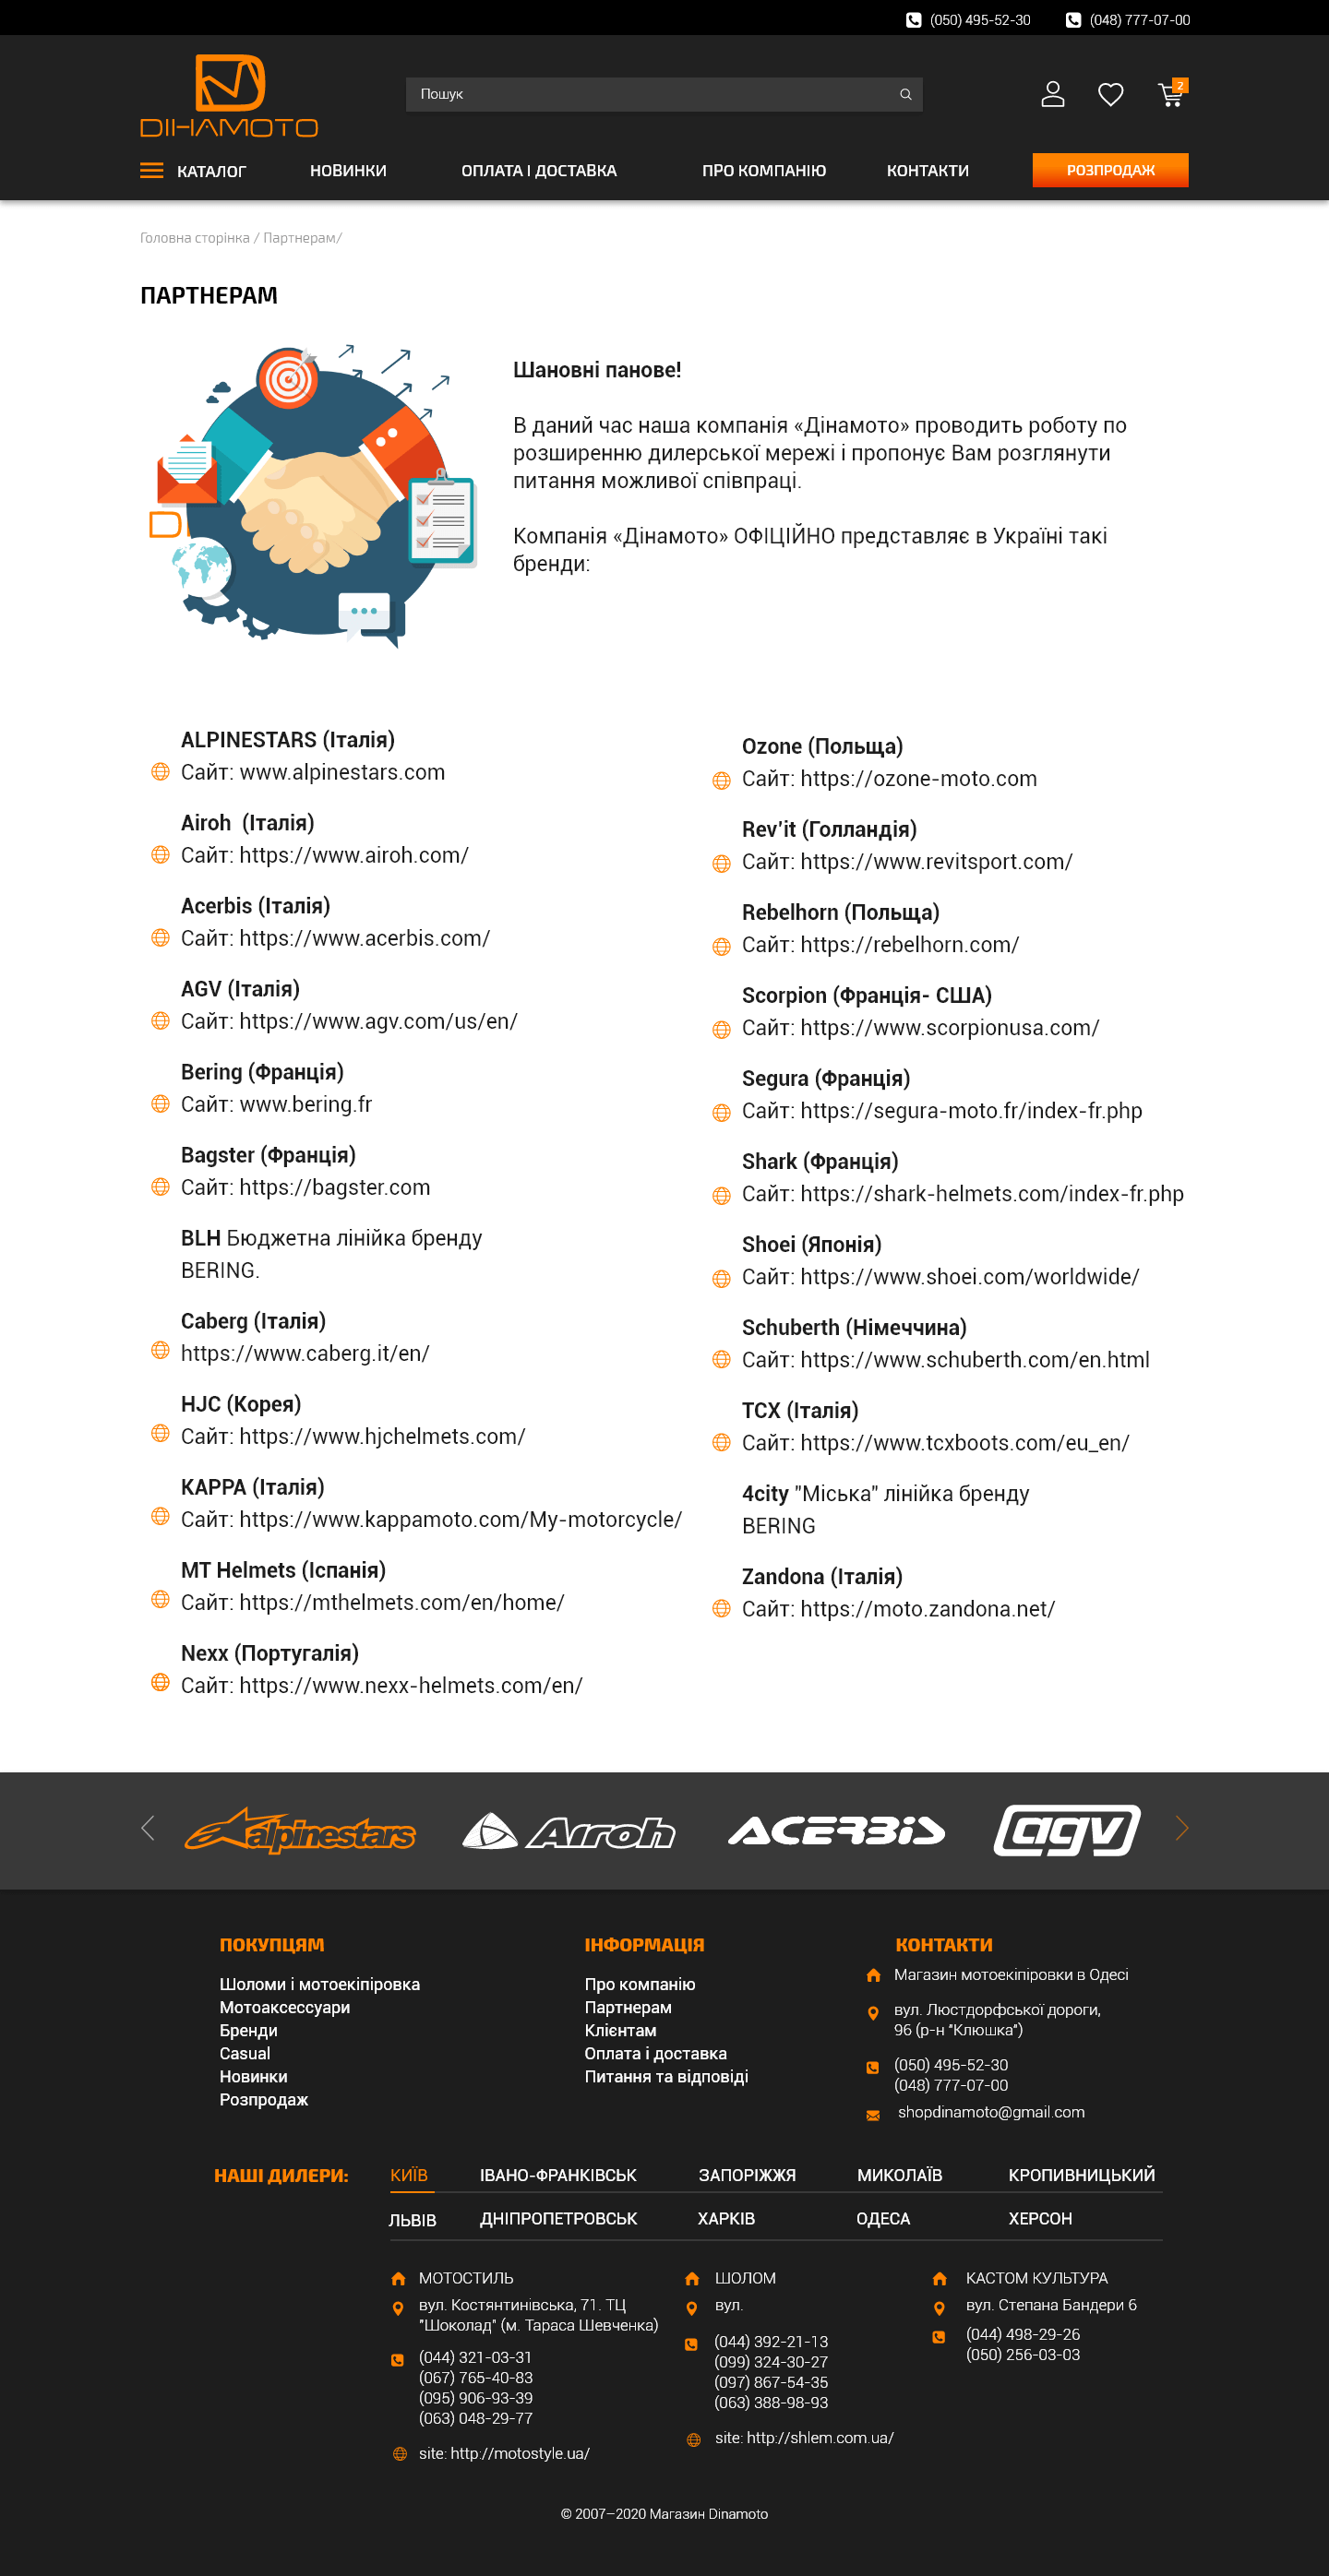 (050) 495-52-30
(048) 777-07-00
ДІНАМОТО
Пошук
2
КАТАЛОГ
НОВИНКИ
ОПЛАТА І ДОСТАВКА
ПРО КОМПАНІЮ
КОНТАКТИ
РОЗПРОДАЖ
Головна сторінка / Партнерам/
ПАРТНЕРАМ
Шановні панове!
В даний час наша компанія «Дінамото» проводить роботу по
розширенню дилерської мережі і пропонує Вам розглянути
питання можливої співпраці.
Компанія «Дінамото» ОФІЦІЙНО представляє в Україні такі
бренди:
ALPINESTARS (Італія)
Сайт: www.alpinestars.com
Airoh  (Італія)
Сайт: https://www.airoh.com/
Acerbis (Італія)
Сайт: https://www.acerbis.com/
AGV (Італія)
Сайт: https://www.agv.com/us/en/
Bering (Франція)
Сайт: www.bering.fr
Bagster (Франція)
Сайт: https://bagster.com
BLH Бюджетна лінійка бренду
BERING.
Caberg (Італія)
https://www.caberg.it/en/
HJC (Корея)
Сайт: https://www.hjchelmets.com/
KAPPA (Італія)
Сайт: https://www.kappamoto.com/My-motorcycle/
MT Helmets (Іспанія)
Сайт: https://mthelmets.com/en/home/
Nexx (Португалія)
Сайт: https://www.nexx-helmets.com/en/
Ozone (Польща)
Сайт: https://ozone-moto.com
Rev’it (Голландія)
Сайт: https://www.revitsport.com/
Rebelhorn (Польща)
Сайт: https://rebelhorn.com/
Scorpion (Франція- США)
Сайт: https://www.scorpionusa.com/
Segura (Франція)
Сайт: https://segura-moto.fr/index-fr.php
Shark (Франція)
Сайт: https://shark-helmets.com/index-fr.php
Shoei (Японія)
Сайт: https://www.shoei.com/worldwide/
Schuberth (Німеччина)
Сайт: https://www.schuberth.com/en.html
TCX (Італія)
Сайт: https://www.tcxboots.com/eu_en/
4city "Міська" лінійка бренду
BERING
Zandona (Італія)
Сайт: https://moto.zandona.net/
alpinestars
AIROH
ACERBIS
agv
ПОКУПЦЯМ
Шоломи і мотоекіпіровка
Мотоаксессуари
Бренди
Casual
Новинки
Розпродаж
ІНФОРМАЦІЯ
Про компанію
Партнерам
Клієнтам
Оплата і доставка
Питання та відповіді
КОНТАКТИ
Магазин мотоекіпіровки в Одесі
вул. Люстдорфської дороги,
96 (р-н "Клюшка")
(050) 495-52-30
(048) 777-07-00
shopdinamoto@gmail.com
НАШІ ДИЛЕРИ:
КИЇВ
ІВАНО-ФРАНКІВСЬК
ЗАПОРІЖЖЯ
МИКОЛАЇВ
КРОПИВНИЦЬКИЙ
ЛЬВІВ
ДНІПРОПЕТРОВСЬК
ХАРКІВ
ОДЕСА
ХЕРСОН
МОТОСТИЛЬ
вул. Костянтинівська, 71. ТЦ
"Шоколад" (м. Тараса Шевченка)
(044) 321-03-31
(067) 765-40-83
(095) 906-93-39
(063) 048-29-77
site: http://motostyle.ua/
ШОЛОМ
вул.
(044) 392-21-13
(099) 324-30-27
(097) 867-54-35
(063) 388-98-93
site: http://shlem.com.ua/
КАСТОМ КУЛЬТУРА
вул. Степана Бандери 6
(044) 498-29-26
(050) 256-03-03
© 2007–2020 Магазин Dinamoto